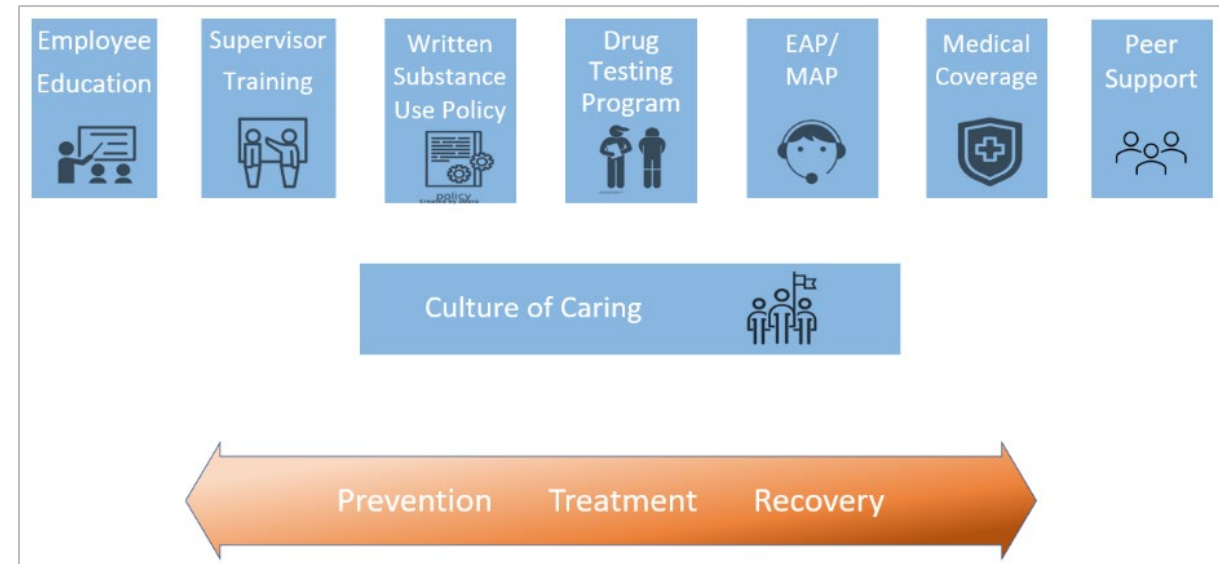 Employee
Education
Supervisor
Training
Written
Substance
Use Policy
policy
Drug
Testing
Program
EAP/
MAP
Medical
Coverage
Peer
Support
Culture of Caring
Prevention Treatment Recovery